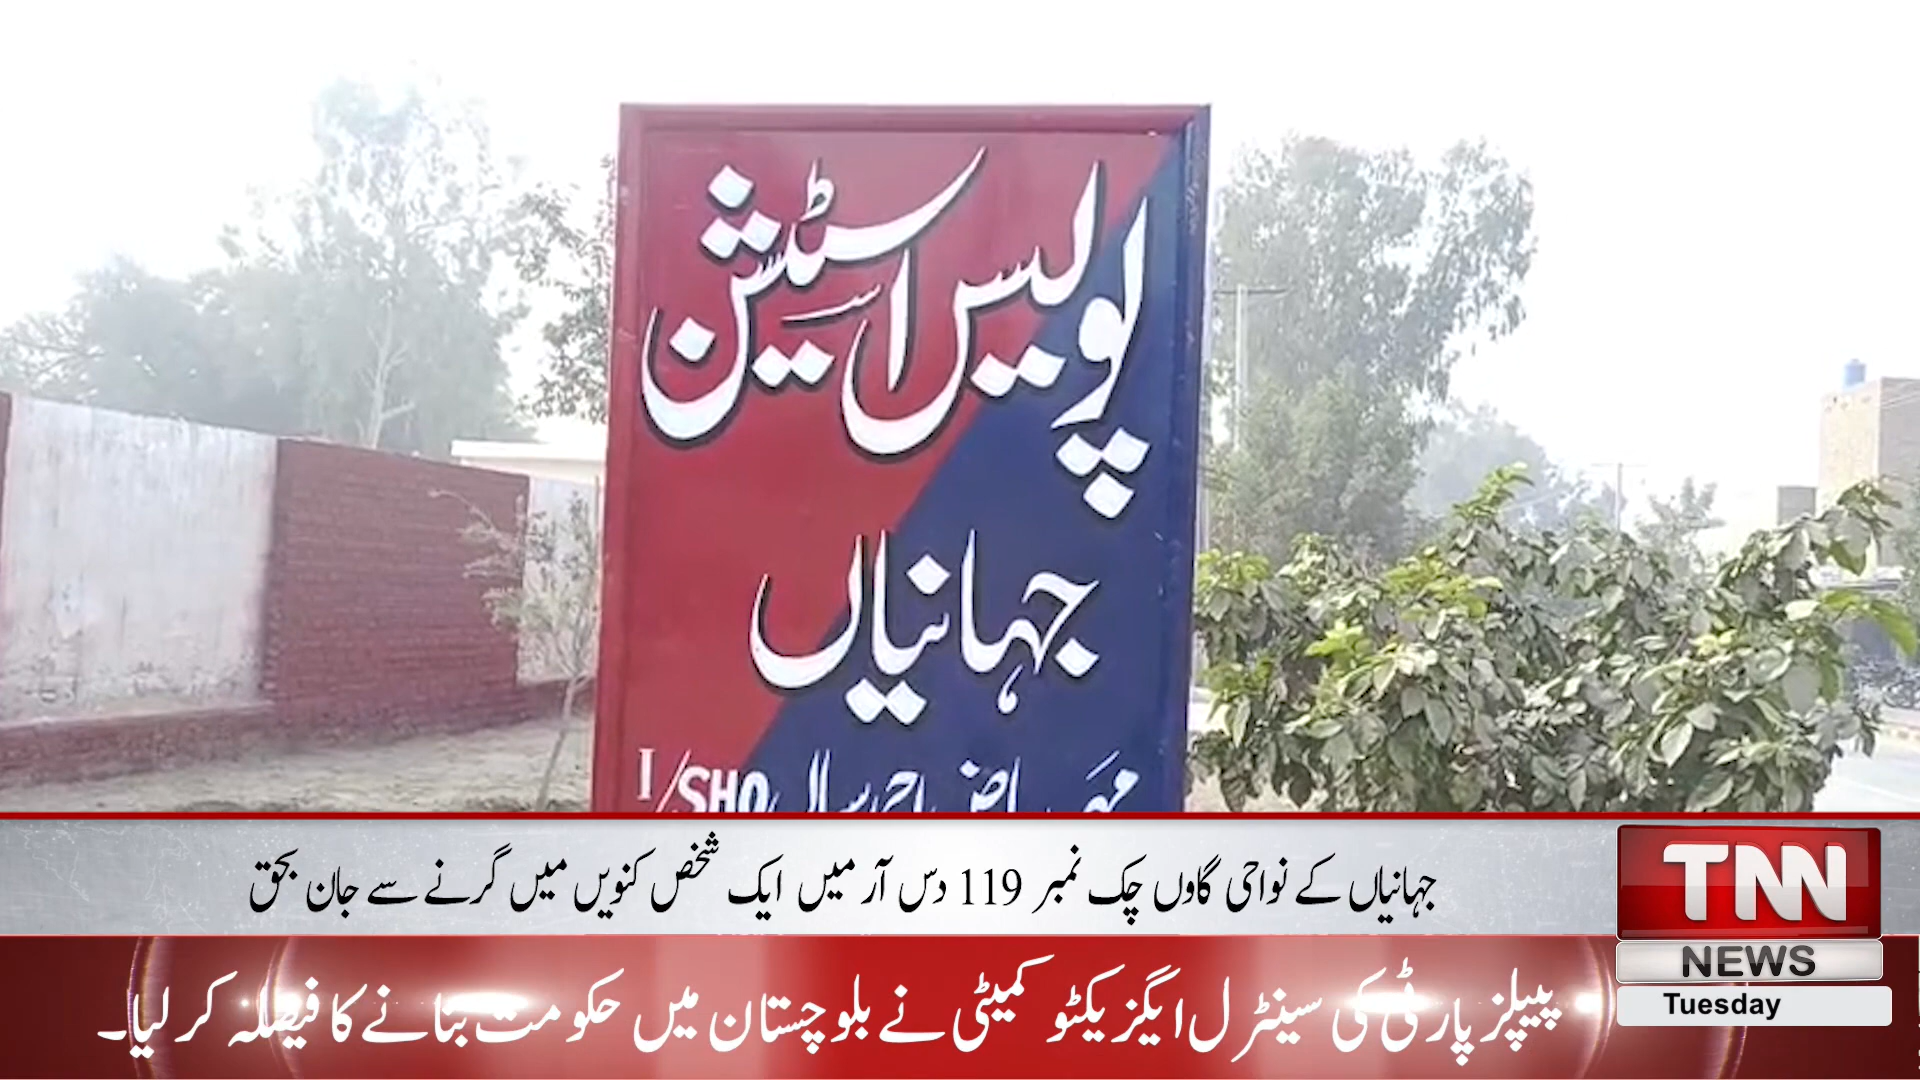 پولیس اسٹیشن
جہانیاں
I/SHO
جہانیاں کے نواحی گاوں چک نمبر 119 دس آر میں ایک شخص کنویں میں گرنے سے جان بحق
TNN
NEWS
Tuesday
پیپلز پارٹی کی سینٹرل ایگزیکٹو کمیٹی نے بلوچستان میں حکومت بنانے کا فیصلہ کر لیا۔